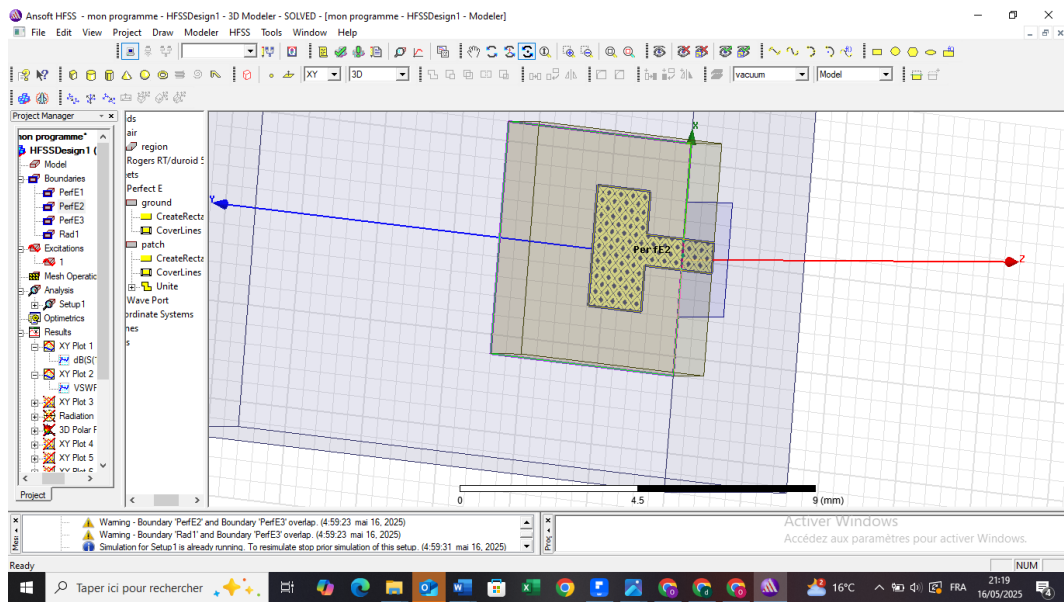 Ansoft HFSS - mon programme - HFSSDesign1 - 3D Modeler - SOLVED - [mon programme - HFSSDesign1 - Modeler]
File Edit View Project Draw Modeler HFSS Tools Window Help
XY 3D vacuum Model
Project Manager
mon programme*
HFSSDesign1 (
Model
Boundaries
PerfE1
PerfE2
PerfE3
Rad1
Excitations
1
Mesh Operatic
Analysis
Setup1
Optimetrics
Results
XY Plot 1
dB(S(
XY Plot 2
VSWF
XY Plot 3
Radiation
3D Polar F
XY Plot 4
XY Plot 5
XY Plot 6
Project
ds
air
region
Rogers RT/duroid 5
ets
Perfect E
ground
CreateRecta
CoverLines
patch
CreateRecta
CoverLines
Unite
Wave Port
ordinate Systems
nes
s
X
Y
PerfE2
Z
0 4.5 9 (mm)
Warning - Boundary 'PerfE2' and Boundary 'PerfE3' overlap. (4:59:23 mai 16, 2025)
Warning - Boundary 'Rad1' and Boundary 'PerfE3' overlap. (4:59:23 mai 16, 2025)
Simulation for Setup1 is already running. To resimulate stop prior simulation of this setup. (4:59:31 mai 16, 2025)
Activer Windows
Accédez aux paramètres pour activer Windows.
Ready
NUM
Taper ici pour rechercher
16°C
FRA
21:19
16/05/2025